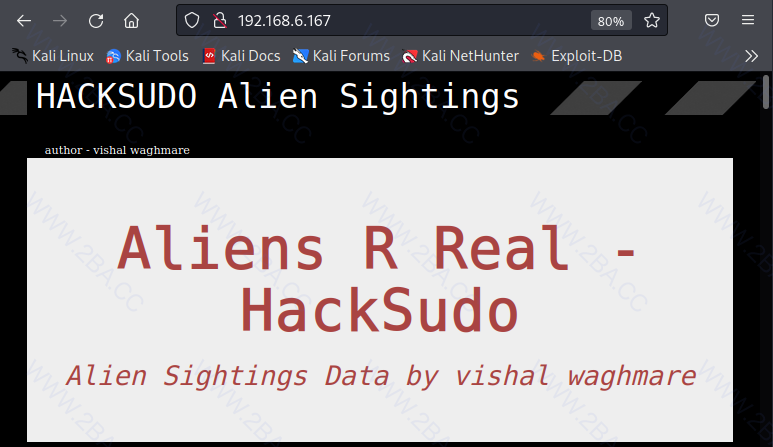 192.168.6.167
80%
Kali Linux Kali Tools Kali Docs Kali Forums Kali NetHunter Exploit-DB
HACKSUDO Alien Sightings
author - vishal waghmare
Aliens R Real -
HackSudo
Alien Sightings Data by vishal waghmare
WWW.2BA.CC